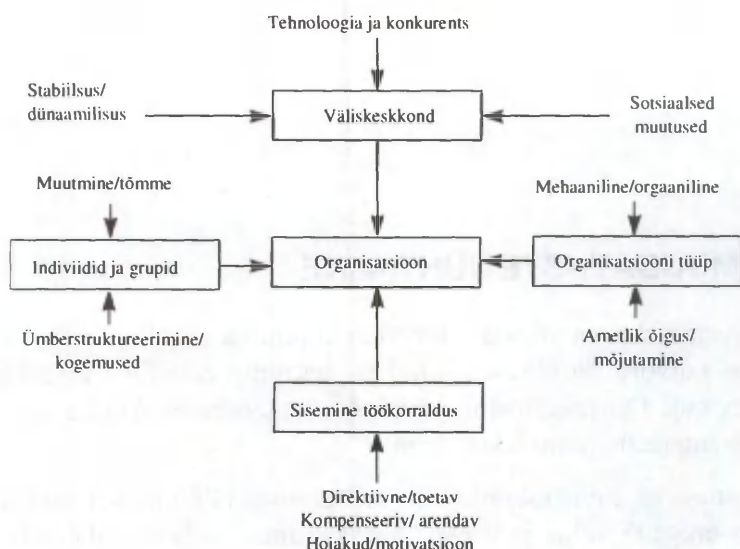 Tehnoloogia ja konkurents
Stabiilsus/
dünaamilisus
Väliskeskkond
Sotsiaalsed
muutused
Muutmine/tõmme
Mehaaniline/orgaaniline
Indiviidid ja grupid
Organisatsioon
Organisatsiooni tüüp
Ümberstruktureerimine/
kogemused
Ametlik õigus/
mõjutamine
Sisemine töökorraldus
Direktiivne/toetav
Kompenseeriv/ arendav
Hoiakud/motivatsioon